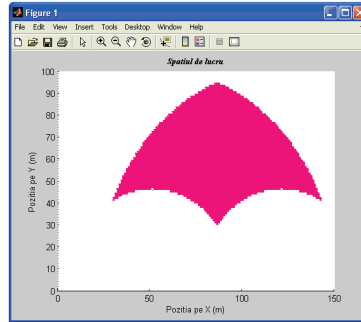 Figure 1
File Edit View Insert Tools Desktop Window Help
Spatiul de lucru
100
90
80
70
60
50
40
30
20
10
0
Pozitia pe Y (m)
0 50 100 150
Pozitia pe X (m)